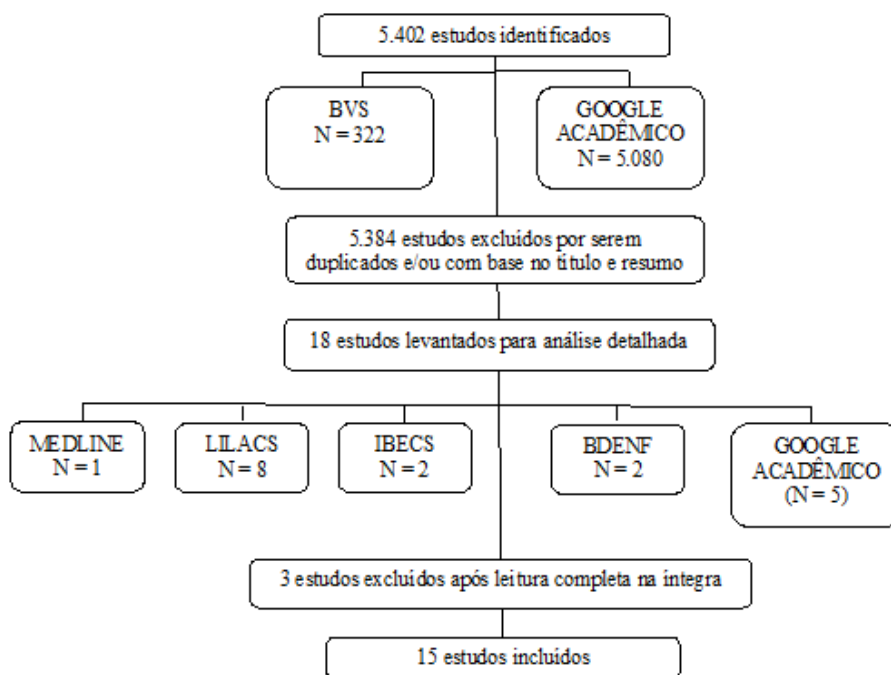 5.402 estudos identificados
BVS
N = 322
GOOGLE
ACADÊMICO
N = 5.080
5.384 estudos excluídos por serem
duplicados e/ou com base no título e resumo
18 estudos levantados para análise detalhada
MEDLINE
N = 1
LILACS
N = 8
IBECS
N = 2
BDENF
N = 2
GOOGLE
ACADÊMICO
(N = 5)
3 estudos excluídos após leitura completa na íntegra
15 estudos incluídos